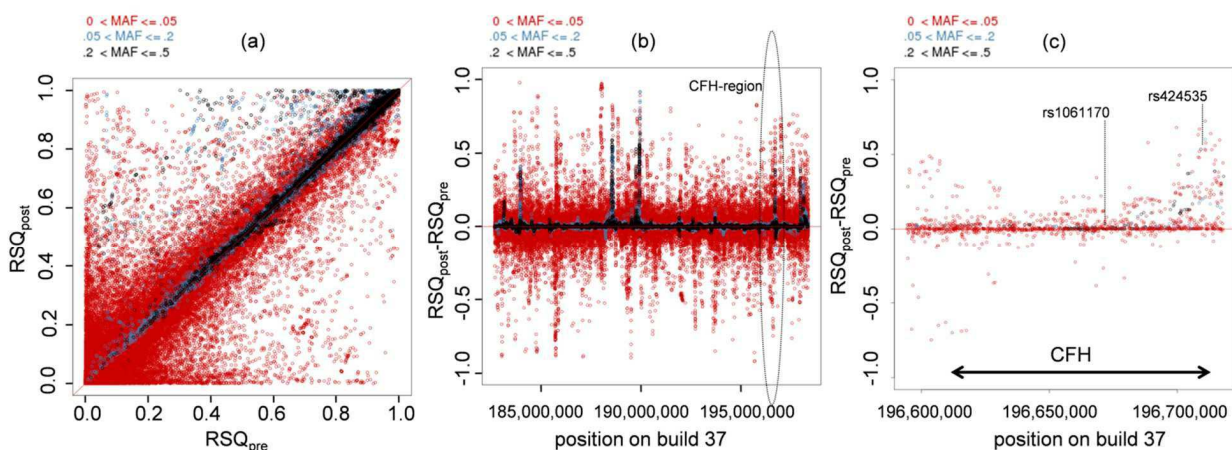 0 < MAF <= .05
.05 < MAF <= .2
.2 < MAF <= .5
(a)
RSQpost
1.0
0.8
0.6
0.4
0.2
0.0
0.0 0.2 0.4 0.6 0.8 1.0
RSQpre
0 < MAF <= .05
.05 < MAF <= .2
.2 < MAF <= .5
(b)
CFH-region
RSQpost-RSQpre
1.0
0.5
0.0
-0.5
-1.0
185,0000,000 190,0000,000 195,0000,000
position on build 37
0 < MAF <= .05
.05 < MAF <= .2
.2 < MAF <= .5
(c)
rs424535
rs1061170
RSQpost-RSQpre
1.0
0.5
0.0
-0.5
-1.0
CFH
196,600,000 196,650,000 196,700,000
position on build 37